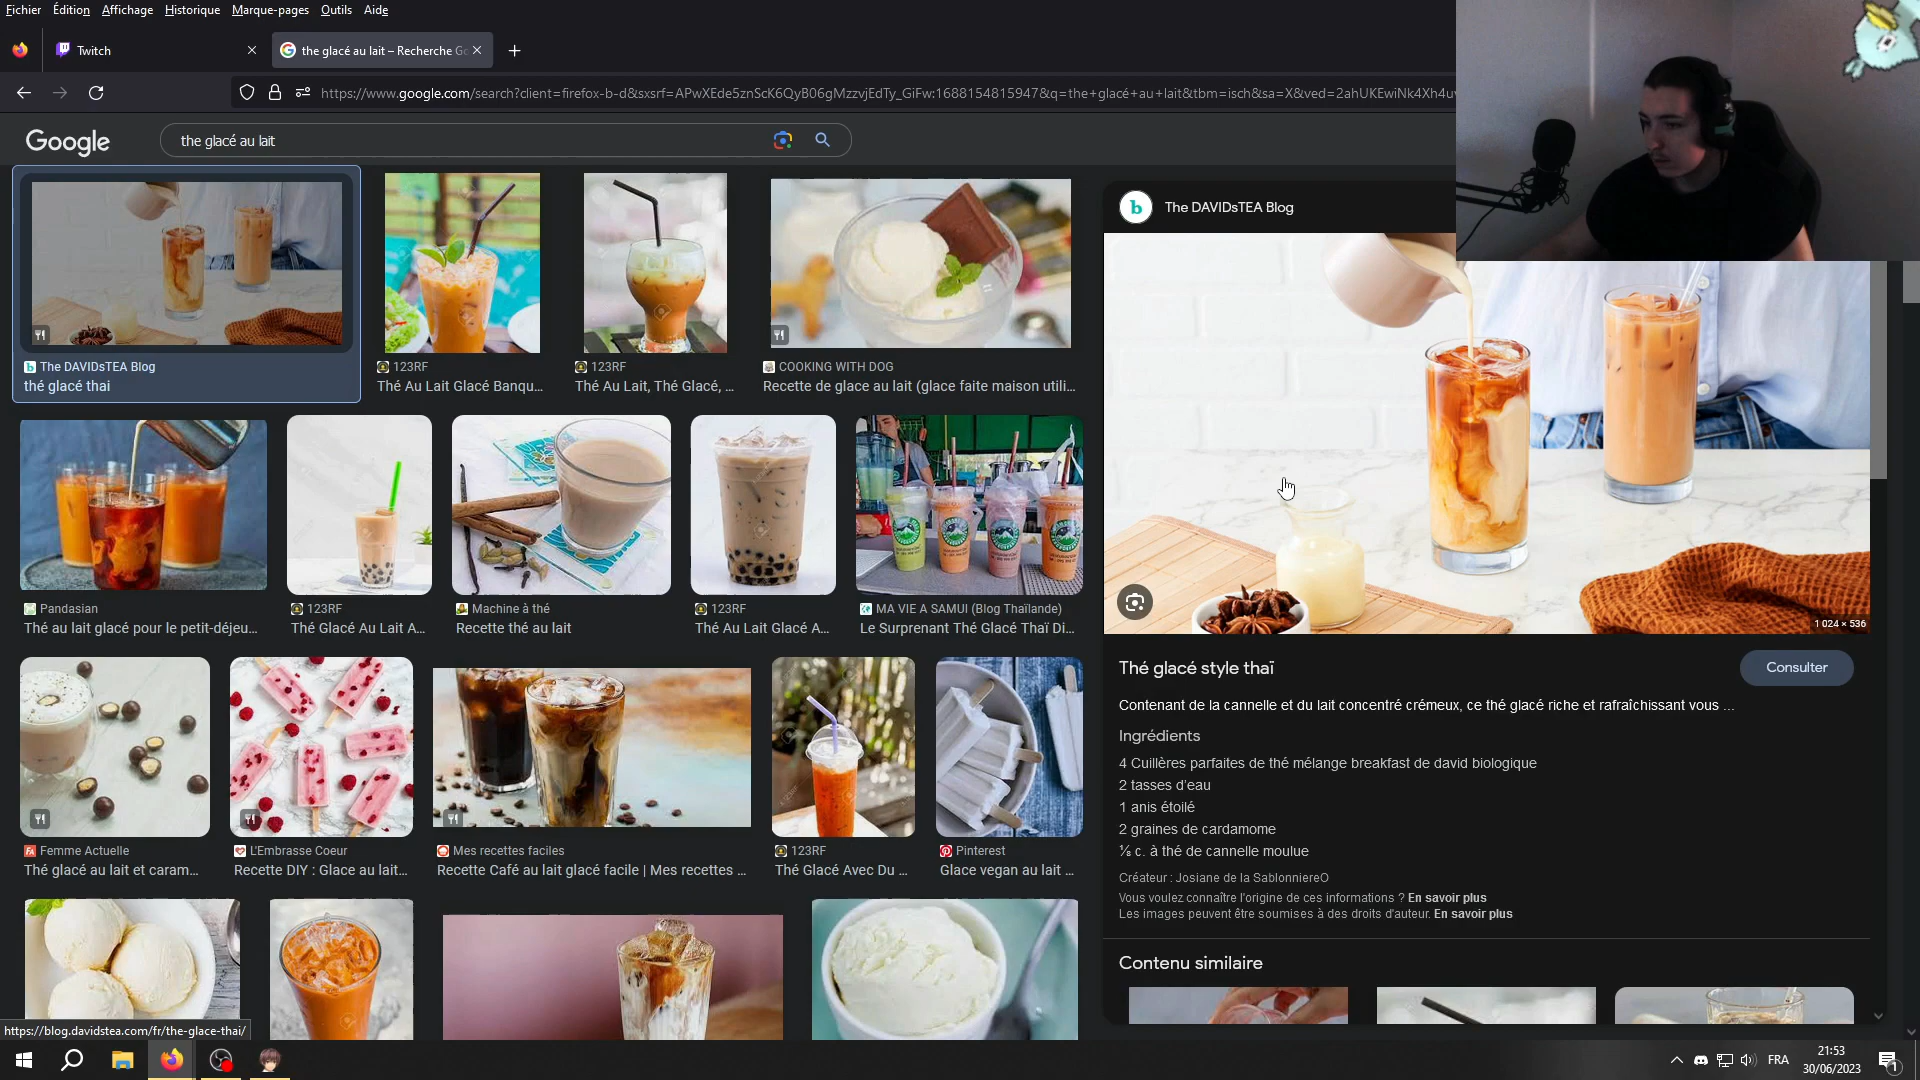 Fichier Édition Affichage Historique Marque-pages Outils Aide
Twitch
the glacé au lait – Recherche Go
https://www.google.com/search?client=firefox-b-d&sxsrf=APwXEde5znScK6QyB06gMzzvjEdTy_GiFw:1688154815947&q=the+glacé+au+lait&tbm=isch&sa=X&ved=2ahUKEwiNk4Xh4uv
Google
the glacé au lait
The DAVIDsTEA Blog
thé glacé thai
123RF
Thé Au Lait Glacé Banqu...
123RF
Thé Au Lait, Thé Glacé, ...
COOKING WITH DOG
Recette de glace au lait (glace faite maison utili...
Pandasian
Thé au lait glacé pour le petit-déjeu...
123RF
Thé Glacé Au Lait A...
Machine à thé
Recette thé au lait
123RF
Thé Au Lait Glacé A...
MA VIE A SAMUI (Blog Thaïlande)
Le Surprenant Thé Glacé Thaï Di...
Femme Actuelle
Thé glacé au lait et caram...
L'Embrasse Coeur
Recette DIY : Glace au lait...
Mes recettes faciles
Recette Café au lait glacé facile | Mes recettes ...
123RF
Thé Glacé Avec Du ...
Pinterest
Glace vegan au lait ...
b
The DAVIDsTEA Blog
1 024 × 536
Thé glacé style thaï
Consulter
Contenant de la cannelle et du lait concentré crémeux, ce thé glacé riche et rafraîchissant vous ...
Ingrédients
4 Cuillères parfaites de thé mélange breakfast de david biologique
2 tasses d'eau
1 anis étoilé
2 graines de cardamome
⅛ c. à thé de cannelle moulue
Créateur : Josiane de la SablonniereO
Vous voulez connaître l'origine de ces informations ? En savoir plus
Les images peuvent être soumises à des droits d'auteur. En savoir plus
Contenu similaire
https://blog.davidstea.com/fr/the-glace-thai/
FRA
21:53
30/06/2023
1